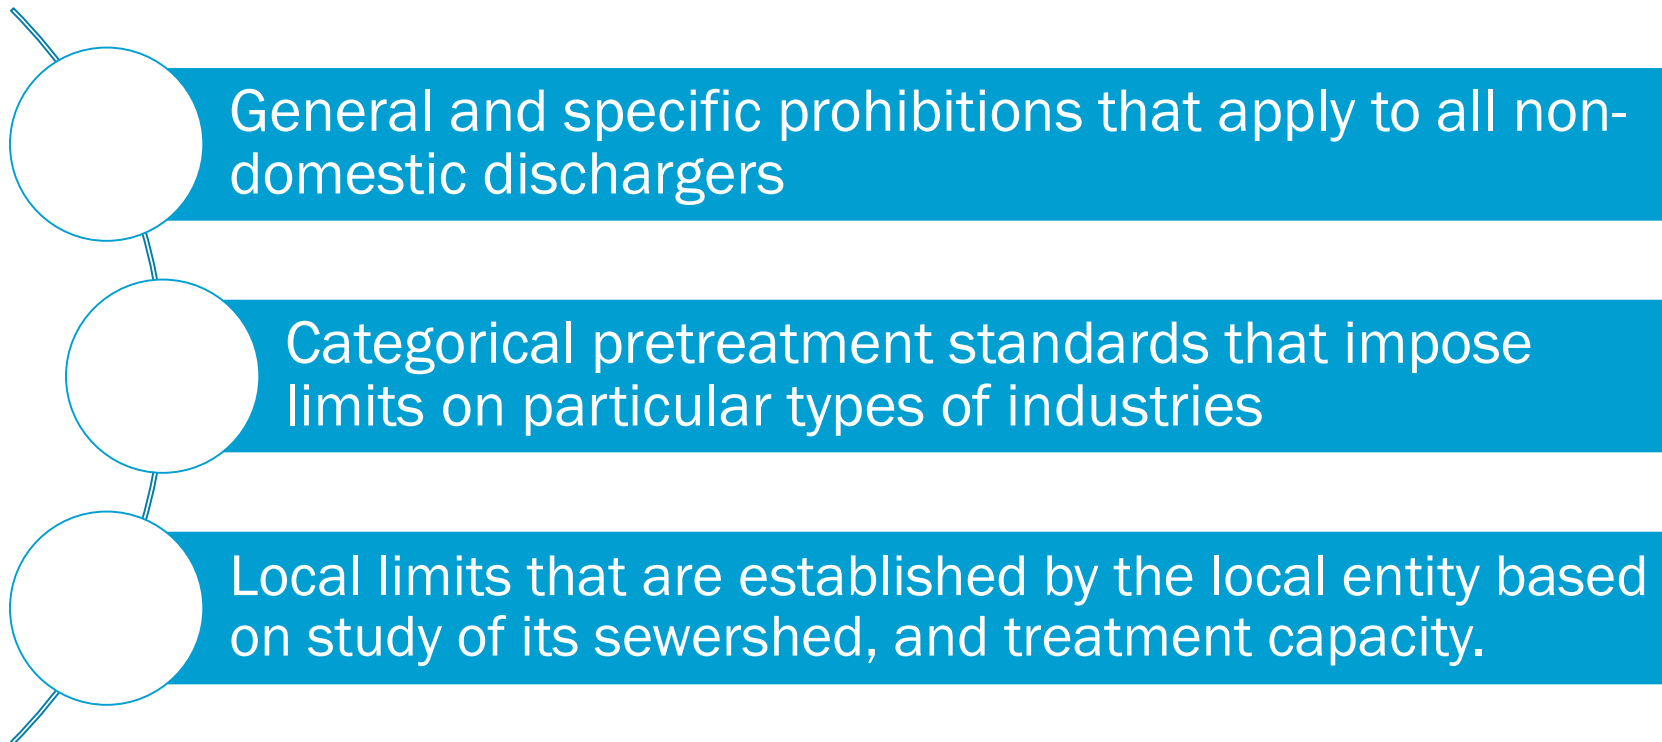 General and specific prohibitions that apply to all non-
domestic dischargers
Categorical pretreatment standards that impose
limits on particular types of industries
Local limits that are established by the local entity based
on study of its sewershed, and treatment capacity.